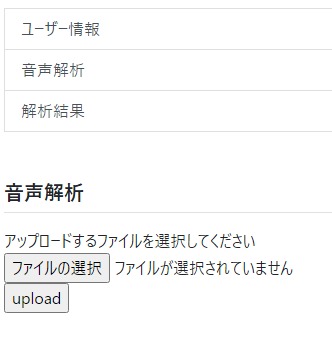 ユーザー情報
音声解析
解析結果
音声解析
アップロードするファイルを選択してください
ファイルの選択 ファイルが選択されていません
upload